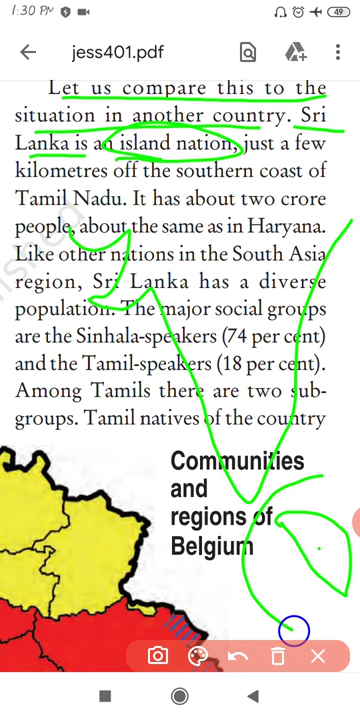 1:30 PM
49
jess401.pdf
Let us compare this to the
situation in another country. Sri
Lanka is an island nation, just a few
kilometres off the southern coast of
Tamil Nadu. It has about two crore
people, about the same as in Haryana.
Like other nations in the South Asia
region, Sri Lanka has a diverse
population. The major social groups
are the Sinhala-speakers (74 per cent)
and the Tamil-speakers (18 per cent).
Among Tamils there are two sub-
groups. Tamil natives of the country
Communities
and
regions of
Belgium